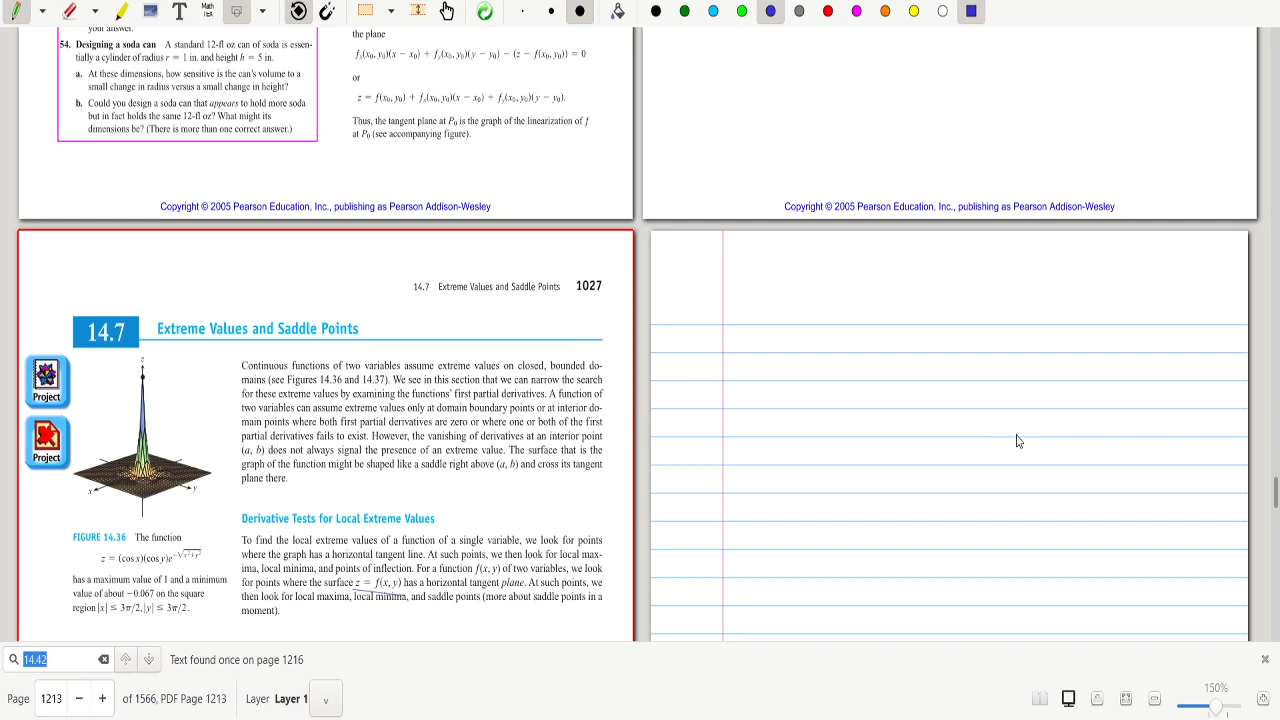 Math
TEX
your answer.
54. Designing a soda can A standard 12-fl oz can of soda is essen-
tially a cylinder of radius r = 1 in. and height h = 5 in.
a. At these dimensions, how sensitive is the can's volume to a
small change in radius versus a small change in height?
b. Could you design a soda can that appears to hold more soda
but in fact holds the same 12-fl oz? What might its
dimensions be? (There is more than one correct answer.)
the plane
fx(x0, y0)(x − x0) + fy(x0, y0)(y − y0) − (z − f(x0, y0)) = 0
or
z = f(x0, y0) + fx(x0, y0)(x − x0) + fy(x0, y0)(y − y0).
Thus, the tangent plane at P0 is the graph of the linearization of f
at P0 (see accompanying figure).
Copyright © 2005 Pearson Education, Inc., publishing as Pearson Addison-Wesley
Copyright © 2005 Pearson Education, Inc., publishing as Pearson Addison-Wesley
14.7 Extreme Values and Saddle Points 1027
14.7 Extreme Values and Saddle Points
Project
Project
z
x
y
FIGURE 14.36 The function
z = (cos x)(cos y)e^−√(x²+y²)
has a maximum value of 1 and a minimum
value of about −0.067 on the square
region |x| ≤ 3π/2, |y| ≤ 3π/2.
Continuous functions of two variables assume extreme values on closed, bounded do-
mains (see Figures 14.36 and 14.37). We see in this section that we can narrow the search
for these extreme values by examining the functions' first partial derivatives. A function of
two variables can assume extreme values only at domain boundary points or at interior do-
main points where both first partial derivatives are zero or where one or both of the first
partial derivatives fails to exist. However, the vanishing of derivatives at an interior point
(a, b) does not always signal the presence of an extreme value. The surface that is the
graph of the function might be shaped like a saddle right above (a, b) and cross its tangent
plane there.
Derivative Tests for Local Extreme Values
To find the local extreme values of a function of a single variable, we look for points
where the graph has a horizontal tangent line. At such points, we then look for local max-
ima, local minima, and points of inflection. For a function f(x, y) of two variables, we look
for points where the surface z = f(x, y) has a horizontal tangent plane. At such points, we
then look for local maxima, local minima, and saddle points (more about saddle points in a
moment).
14.42
Text found once on page 1216
Page 1213 of 1566, PDF Page 1213 Layer Layer 1
150%